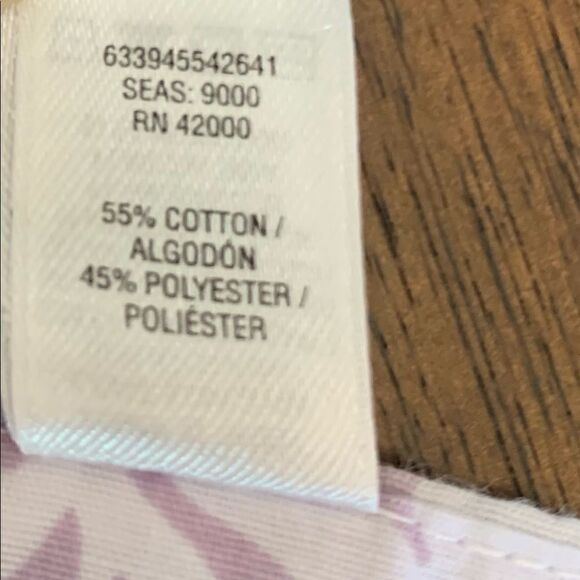 633945542641
SEAS: 9000
RN 42000
55% COTTON /
ALGODÓN
45% POLYESTER /
POLIÉSTER